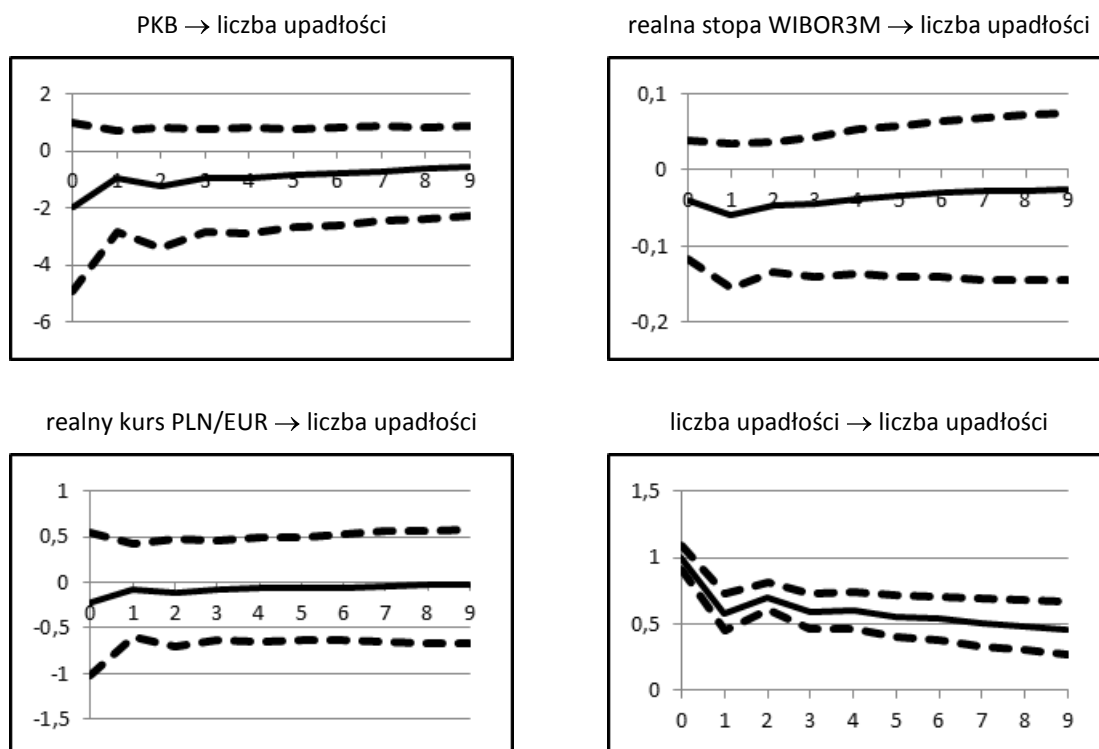 PKB → liczba upadłości
2
0
-2
-4
-6
0 1 2 3 4 5 6 7 8 9
realna stopa WIBOR3M → liczba upadłości
0,1
0
-0,1
-0,2
0 1 2 3 4 5 6 7 8 9
realny kurs PLN/EUR → liczba upadłości
1
0,5
0
-0,5
-1
-1,5
0 1 2 3 4 5 6 7 8 9
liczba upadłości → liczba upadłości
1,5
1
0,5
0
0 1 2 3 4 5 6 7 8 9